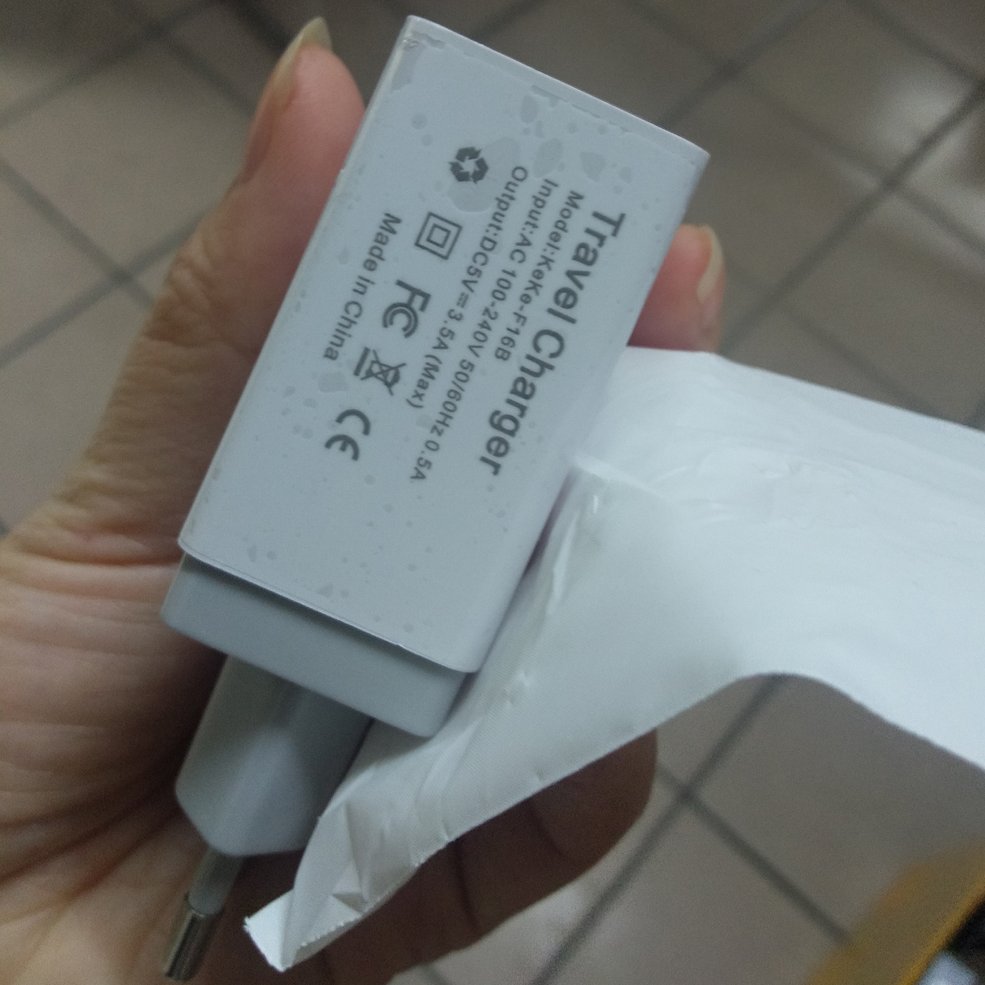 Travel Charger
Model:KeKe-F16B
Input:AC 100-240V 50/60Hz 0.5A
Output:DC5V=3.5A(Max)
FC CE
Made in China